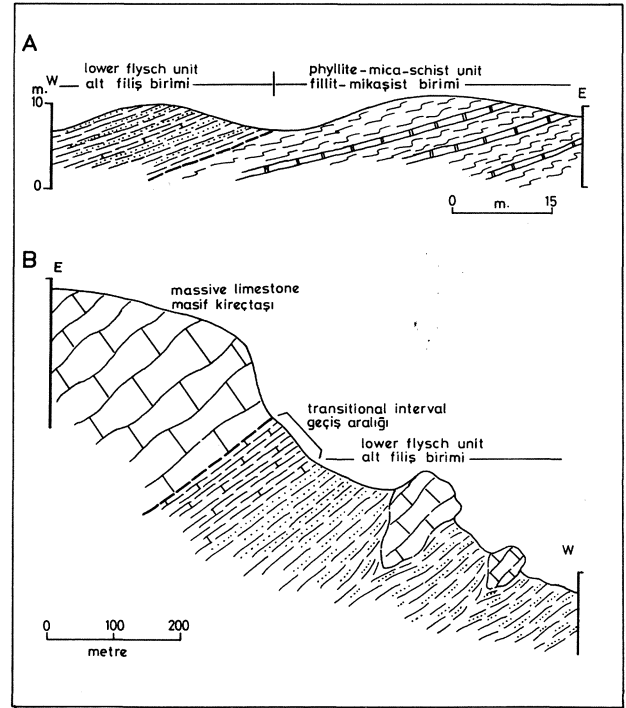 A
lower flysch unit
alt filiş birimi
phyllite-mica-schist unit
fillit-mikaşist birimi
W
E
m.
10
0
0 m. 15
B
E
massive limestone
masif kireçtaşı
transitional interval
geçiş aralığı
lower flysch unit
alt filiş birimi
W
0 100 200
metre